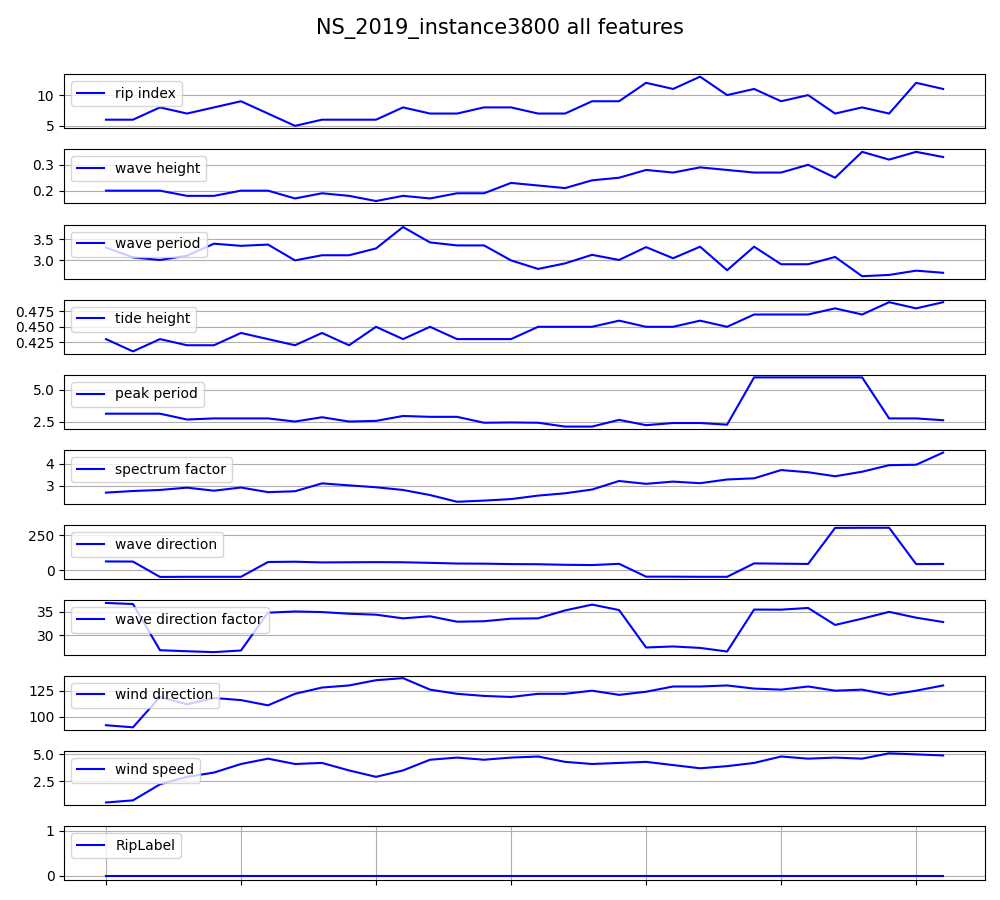 NS_2019_instance3800 all features
10
5
rip index
0.3
0.2
wave height
3.5
3.0
wave period
0.475
0.450
0.425
tide height
5.0
2.5
peak period
4
3
spectrum factor
250
0
wave direction
35
30
wave direction factor
125
100
wind direction
5.0
2.5
wind speed
1
0
RipLabel